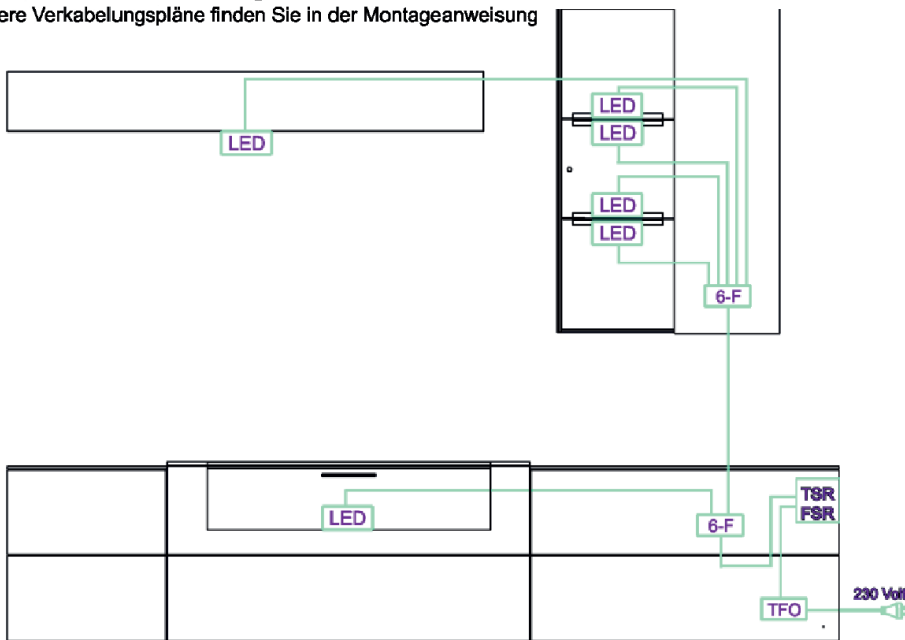 Verkabelungspläne finden Sie in der Montageanweisung
LED
LED
LED
LED
LED
6-F
LED
6-F
TSR
FSR
TFO
230 Volt